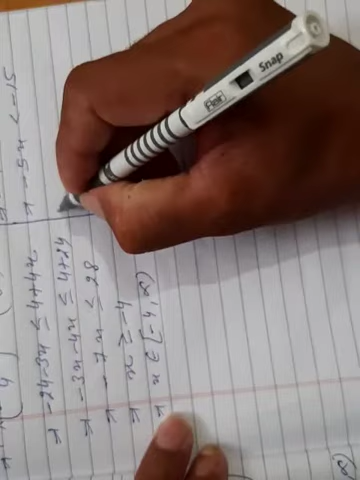 ⇒ -24-3x ≤ 4+4x
⇒ -3x-4x ≤ 4+24
⇒ -7x ≤ 28
⇒ x ≥ -4
⇒ x ∈ [-4, ∞)
⇒ -5x < -15
Flair
Snap